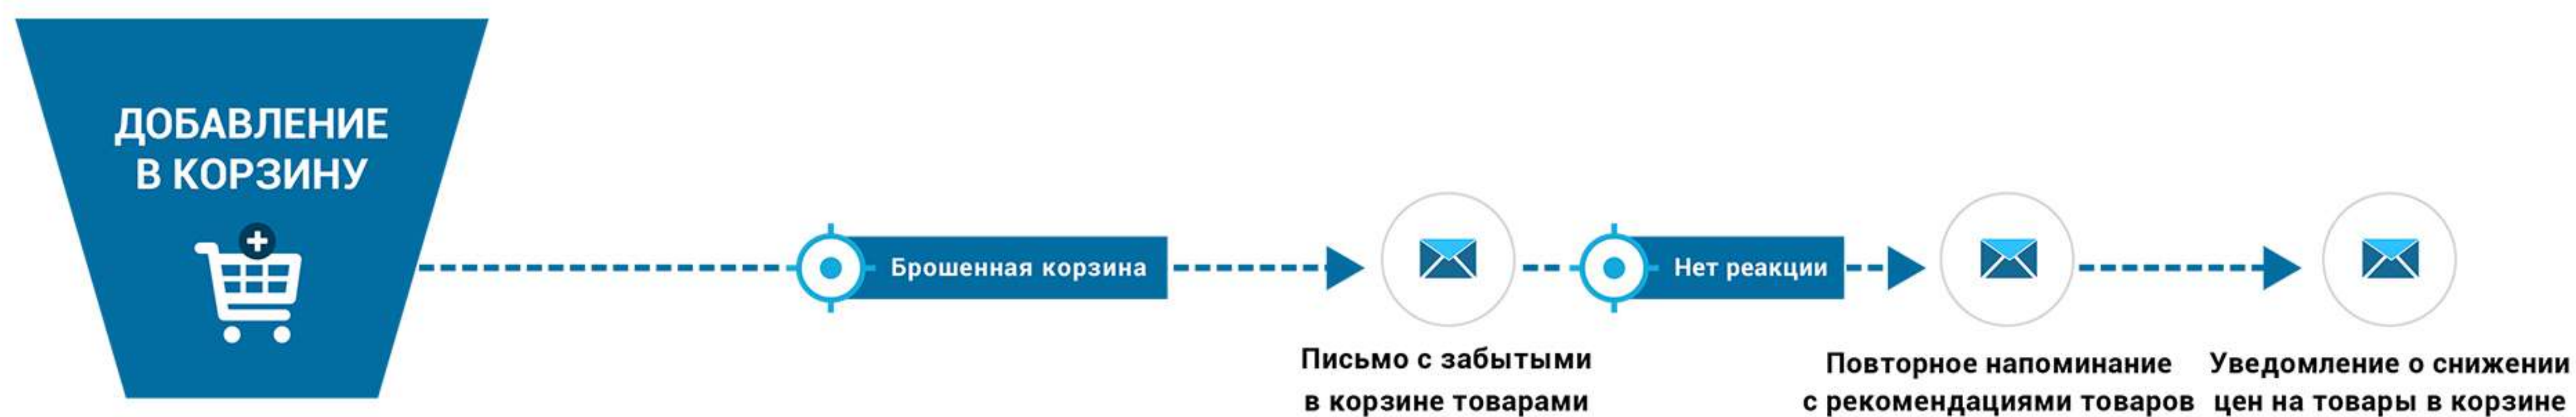 ДОБАВЛЕНИЕ
В КОРЗИНУ
Брошенная корзина
Нет реакции
Письмо с забытыми
в корзине товарами
Повторное напоминание
с рекомендациями товаров
Уведомление о снижении
цен на товары в корзине